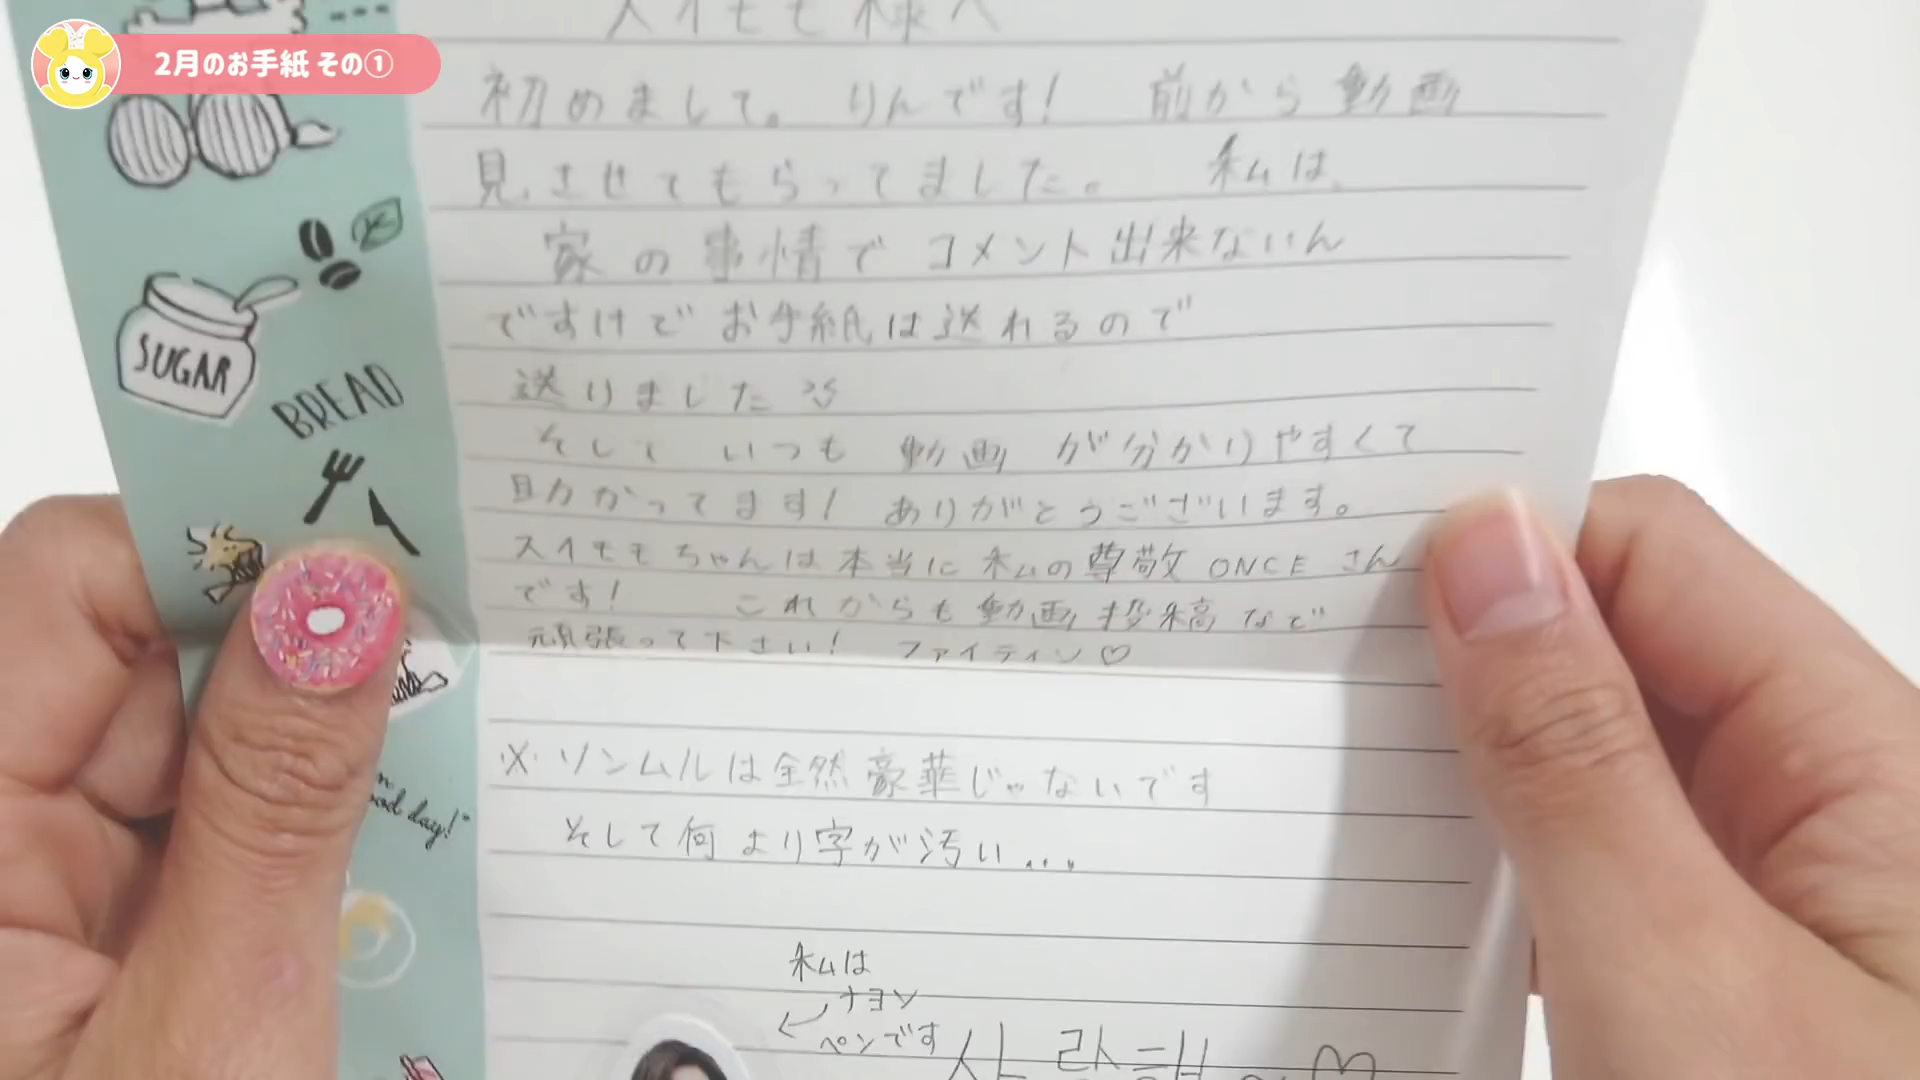 2月のお手紙 その①
スイモモ様へ
初めまして。 りんです! 前から動画
見させてもらってました。 私は
家の事情で コメント出来ないん
ですけど お手紙は送れるので
送りました
そして いつも 動画 が分かりやすくて
助かってます! ありがとうございます。
スイモモちゃんは本当に私の尊敬ONCEさん
です! これからも動画投稿など
頑張って下さい! ファイティン♡
※ソンムルは全然豪華じゃないです
そして何より字が汚い...
私は
ナヨン
ペンです
SUGAR
BREAD
good day!"